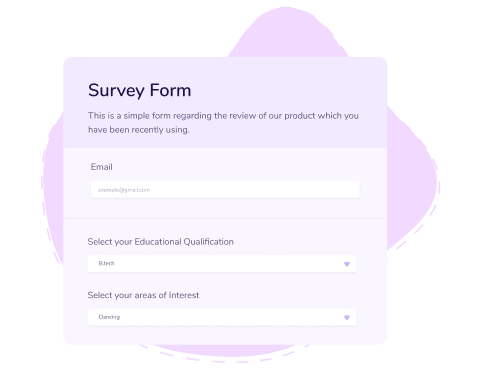 Survey Form
This is a simple form regarding the review of our product which you
have been recently using.
Email
example@gmail.com
Select your Educational Qualification
B.tech
Select your areas of Interest
Dancing